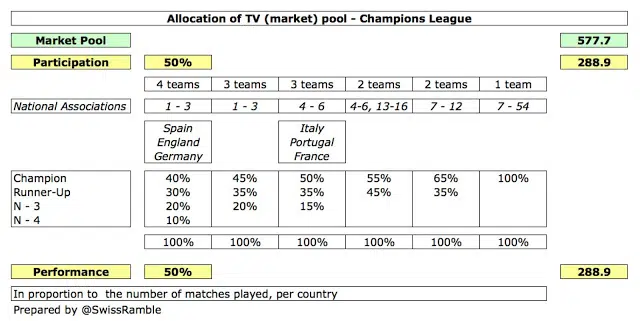 Allocation of TV (market) pool - Champions League
Market Pool 577.7
Participation 50% 288.9
4 teams 3 teams 3 teams 2 teams 2 teams 1 team
National Associations 1 - 3 1 - 3 4 - 6 4-6, 13-16 7 - 12 7 - 54
Spain Italy
England Portugal
Germany France
Champion 40% 45% 50% 55% 65% 100%
Runner-Up 30% 35% 35% 45% 35%
N - 3 20% 20% 15%
N - 4 10%
100% 100% 100% 100% 100% 100%
Performance 50% 288.9
In proportion to the number of matches played, per country
Prepared by @SwissRamble